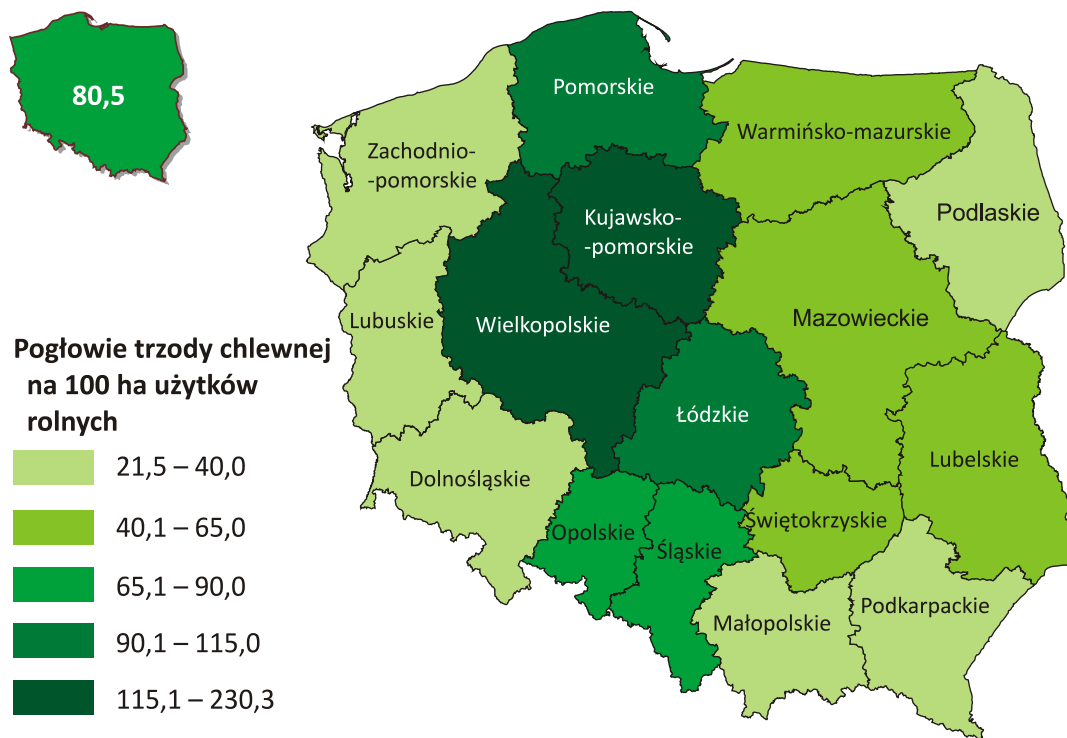 80,5
Pomorskie
Warmińsko-mazurskie
Zachodnio-
-pomorskie
Podlaskie
Kujawsko-
-pomorskie
Lubuskie
Wielkopolskie
Mazowieckie
Łódzkie
Lubelskie
Dolnośląskie
Opolskie
Śląskie
Świętokrzyskie
Małopolskie
Podkarpackie
Pogłowie trzody chlewnej
na 100 ha użytków
rolnych
21,5 – 40,0
40,1 – 65,0
65,1 – 90,0
90,1 – 115,0
115,1 – 230,3